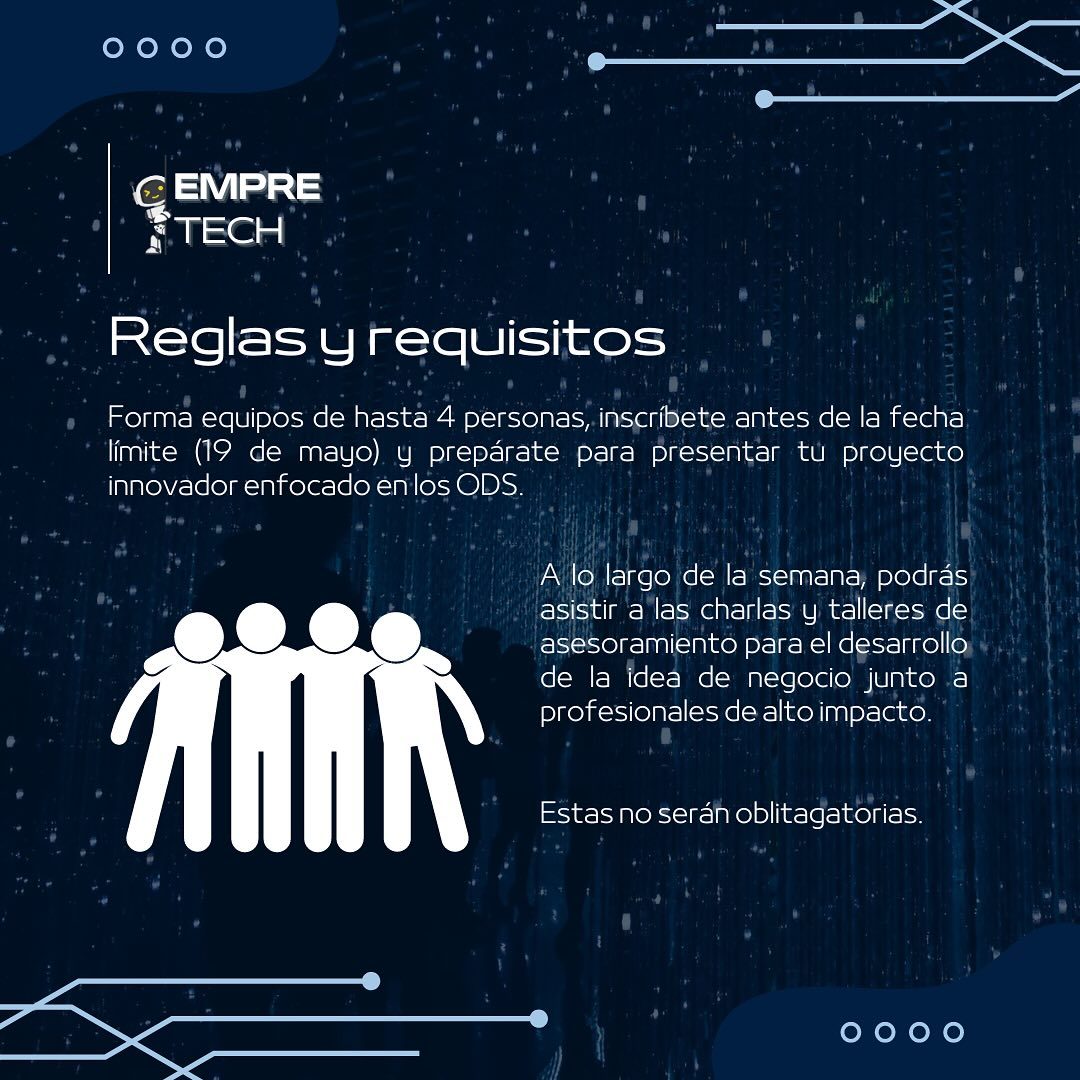 EMPRE
TECH
Reglas y requisitos
Forma equipos de hasta 4 personas, inscríbete antes de la fecha
límite (19 de mayo) y prepárate para presentar tu proyecto
innovador enfocado en los ODS.
A lo largo de la semana, podrás
asistir a las charlas y talleres de
asesoramiento para el desarrollo
de la idea de negocio junto a
profesionales de alto impacto.
Estas no serán oblitagatorias.